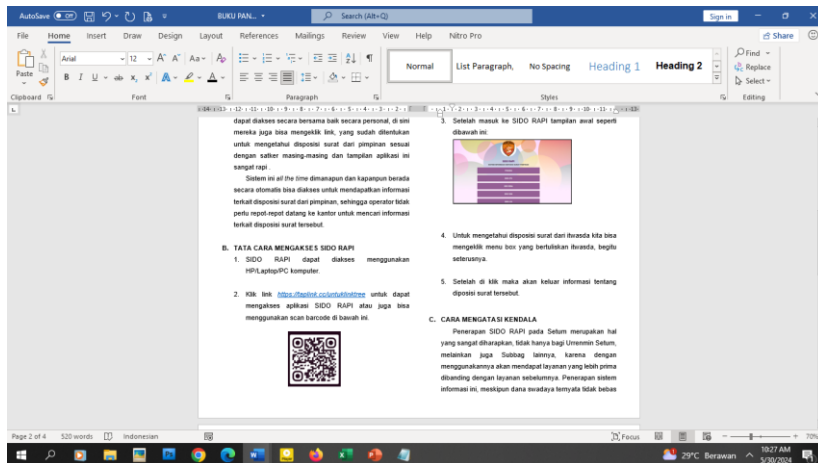 AutoSave Off
BUKU PAN...
Search (Alt+Q)
Sign in
File Home Insert Draw Design Layout References Mailings Review View Help Nitro Pro
Share
Paste
Arial 12
Normal
List Paragraph,
No Spacing
Heading 1
Heading 2
Find
Replace
Select
Clipboard Font Paragraph Styles Editing
dapat diakses secara bersama baik secara personal, di sini
mereka juga bisa mengeklik link, yang sudah ditentukan
untuk mengetahui disposisi surat dari pimpinan sesuai
dengan satker masing-masing dan tampilan aplikasi ini
sangat rapi .
Sistem ini all the time dimanapun dan kapanpun berada
secara otomatis bisa diakses untuk mendapatkan informasi
terkait disposisi surat dari pimpinan, sehingga operator tidak
perlu repot-repot datang ke kantor untuk mencari informasi
terkait disposisi surat tersebut.
B. TATA CARA MENGAKSES SIDO RAPI
1. SIDO RAPI dapat diakses menggunakan
HP/Laptop/PC komputer.
2. Klik link https://taplink.cc/untuklinktree untuk dapat
mengakses aplikasi SIDO RAPI atau juga bisa
menggunakan scan barcode di bawah ini.
3. Setelah masuk ke SIDO RAPI tampilan awal seperti
dibawah ini:
4. Untuk mengetahui disposisi surat dari itwasda kita bisa
mengeklik menu box yang bertuliskan itwasda, begitu
seterusnya.
5. Setelah di klik maka akan keluar informasi tentang
diposisi surat tersebut.
C. CARA MENGATASI KENDALA
Penerapan SIDO RAPI pada Setum merupakan hal
yang sangat diharapkan, tidak hanya bagi Urrenmin Setum,
melainkan juga Subbag lainnya, karena dengan
menggunakannya akan mendapat layanan yang lebih prima
dibanding dengan layanan sebelumnya. Penerapan sistem
informasi ini, meskipun dana swadaya ternyata tidak bebas
Page 2 of 4 520 words Indonesian
Focus
70%
29°C Berawan
10:27 AM
5/30/2024